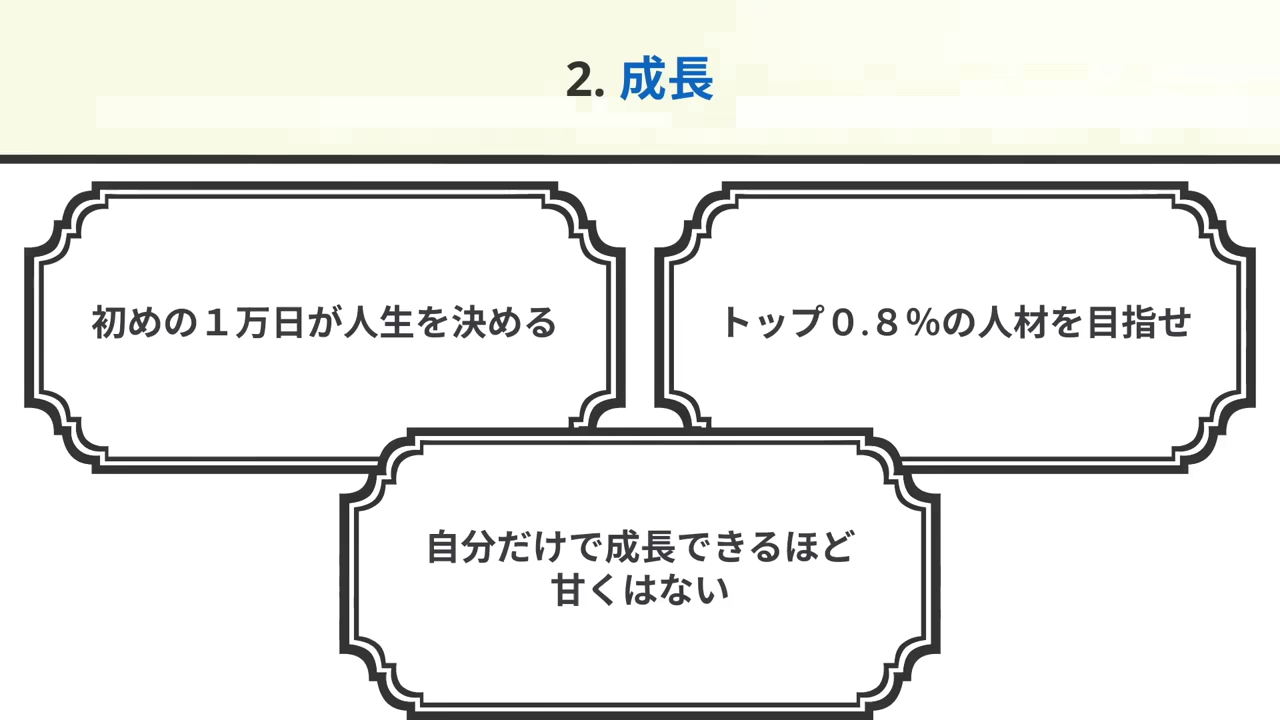 2. 成長
初めの１万日が人生を決める
トップ０.８％の人材を目指せ
自分だけで成長できるほど
甘くはない